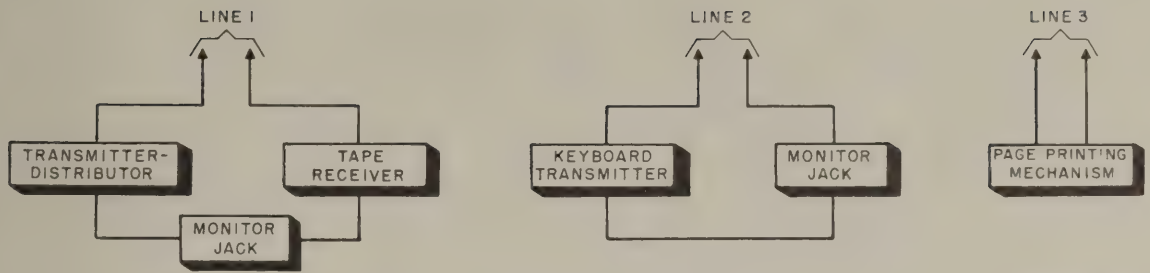 LINE 1
LINE 2
LINE 3
TRANSMITTER-
DISTRIBUTOR
TAPE
RECEIVER
MONITOR
JACK
KEYBOARD
TRANSMITTER
MONITOR
JACK
PAGE PRINTING
MECHANISM